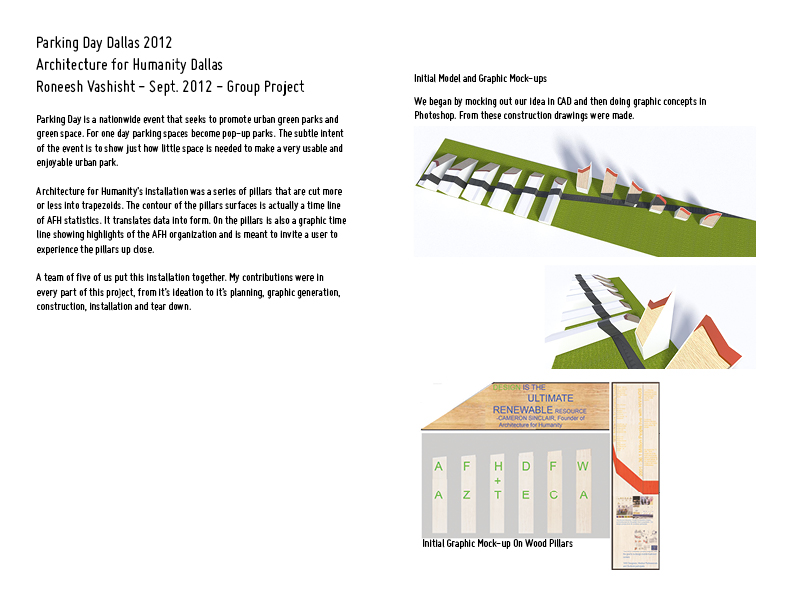 Parking Day Dallas 2012
Architecture for Humanity Dallas
Roneesh Vashisht - Sept. 2012 - Group Project
Parking Day is a nationwide event that seeks to promote urban green parks and
green space. For one day parking spaces become pop-up parks. The subtle intent
of the event is to show just how little space is needed to make a very usable and
enjoyable urban park.
Architecture for Humanity's installation was a series of pillars that are cut more
or less into trapezoids. The contour of the pillars surfaces is actually a time line
of AFH statistics. It translates data into form. On the pillars is also a graphic time
line showing highlights of the AFH organization and is meant to invite a user to
experience the pillars up close.
A team of five of us put this installation together. My contributions were in
every part of this project, from it's ideation to it's planning, graphic generation,
construction, installation and tear down.
Initial Model and Graphic Mock-ups
We began by mocking out our idea in CAD and then doing graphic concepts in
Photoshop. From these construction drawings were made.
DESIGN IS THE
ULTIMATE
RENEWABLE RESOURCE
-CAMERON SINCLAIR, Founder of
Architecture for Humanity
A F H D F W
+
A Z T E C A
Initial Graphic Mock-up On Wood Pillars